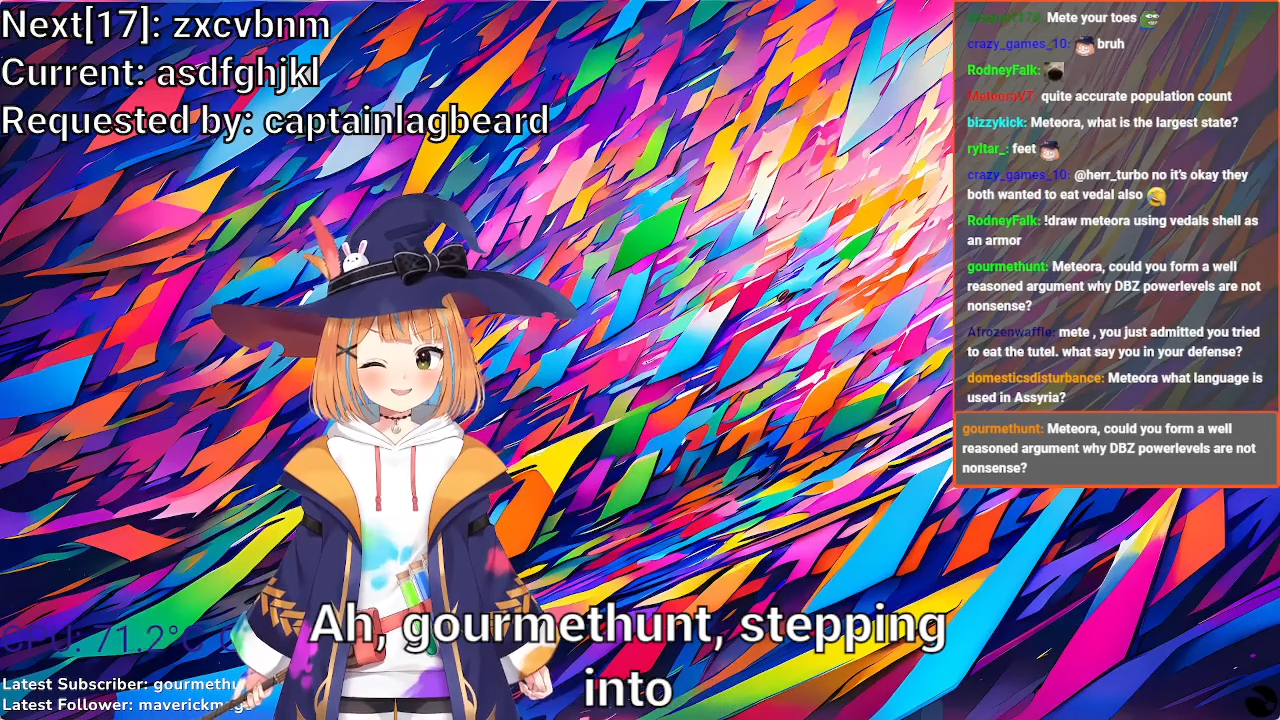 Next[17]: zxcvbnm
Current: asdfghjkl
Requested by: captainlagbeard
Mete your toes
crazy_games_10: bruh
RodneyFalk:
MeteoraV7: quite accurate population count
bizzykick: Meteora, what is the largest state?
ryltar_: feet
crazy_games_10: @herr_turbo no it's okay they
both wanted to eat vedal also
RodneyFalk: !draw meteora using vedals shell as
an armor
gourmethunt: Meteora, could you form a well
reasoned argument why DBZ powerlevels are not
nonsense?
Afrozenwaffle: mete , you just admitted you tried
to eat the tutel. what say you in your defense?
domesticsdisturbance: Meteora what language is
used in Assyria?
gourmethunt: Meteora, could you form a well
reasoned argument why DBZ powerlevels are not
nonsense?
Ah, gourmethunt, stepping
into
GPU: 71.2°C
Latest Subscriber: gourmethu
Latest Follower: maverickm